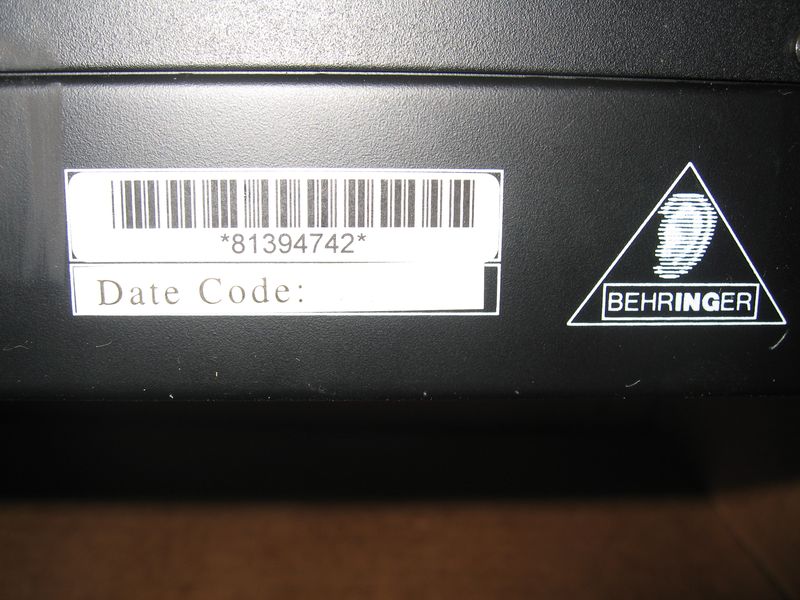 *81394742*
Date Code:
BEHRINGER